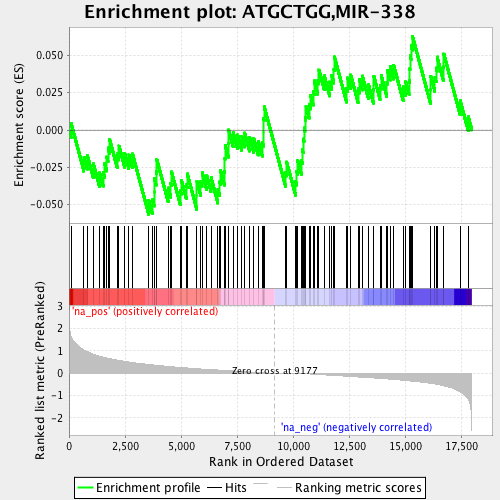 Enrichment plot: ATGCTGG,MIR-338
Enrichment score (ES)
0.050
0.025
0.000
-0.025
-0.050
'na_pos' (positively correlated)
Ranked list metric (PreRanked)
3
2
1
0
-1
-2
Zero cross at 9177
'na_neg' (negatively correlated)
0
2,500
5,000
7,500
10,000
12,500
15,000
17,500
Rank in Ordered Dataset
Enrichment profile
Hits
Ranking metric scores